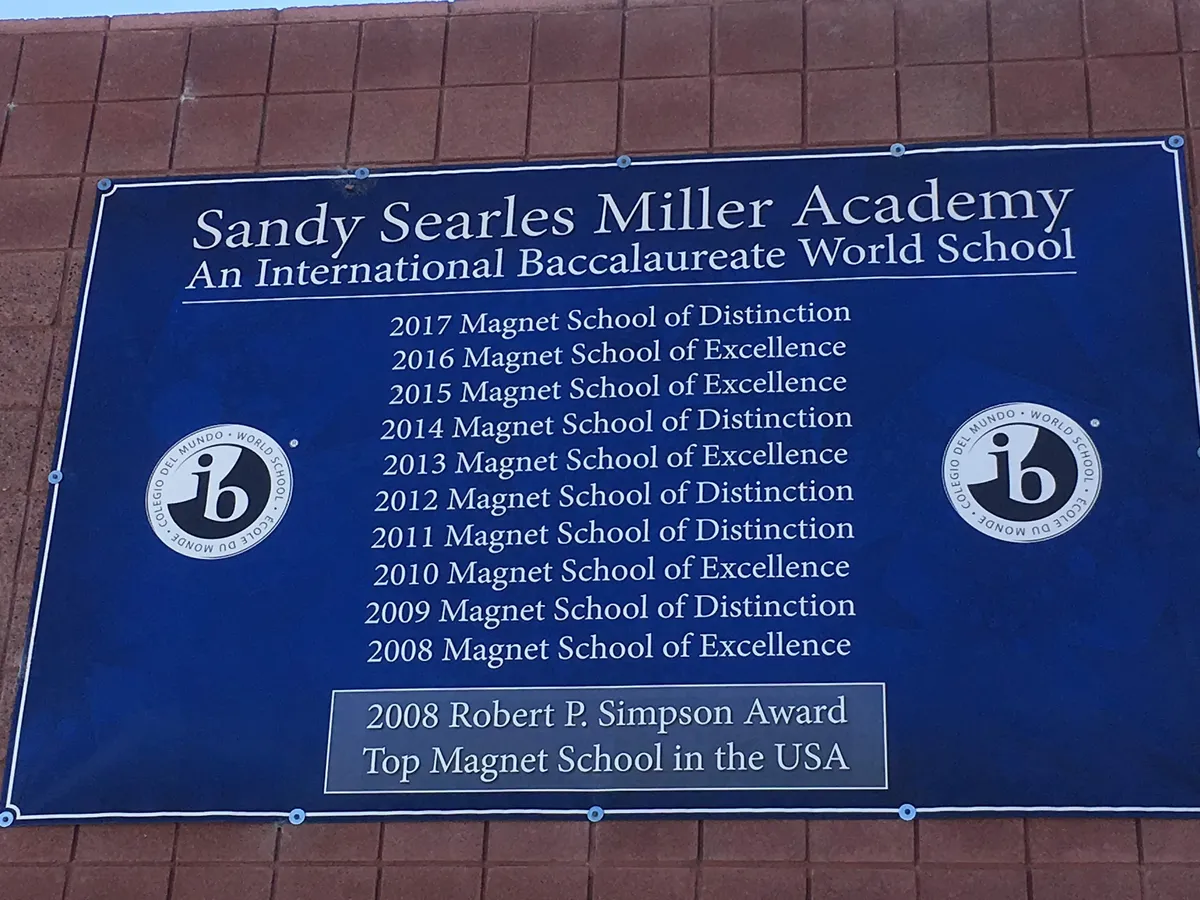 Sandy Searles Miller Academy
An International Baccalaureate World School
2017 Magnet School of Distinction
2016 Magnet School of Excellence
2015 Magnet School of Excellence
2014 Magnet School of Distinction
2013 Magnet School of Excellence
2012 Magnet School of Distinction
2011 Magnet School of Distinction
2010 Magnet School of Excellence
2009 Magnet School of Distinction
2008 Magnet School of Excellence
2008 Robert P. Simpson Award
Top Magnet School in the USA
COLEGIO DEL MUNDO • WORLD SCHOOL • ÉCOLE DU MONDE •
ib
COLEGIO DEL MUNDO • WORLD SCHOOL • ÉCOLE DU MONDE •
ib